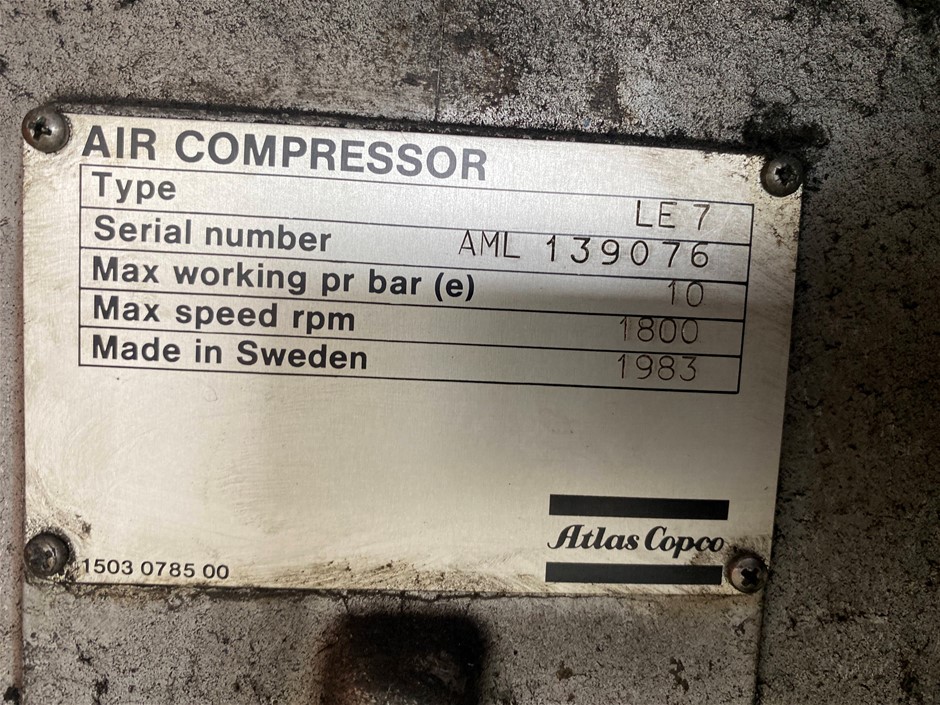 AIR COMPRESSOR
Type LE 7
Serial number AML 139076
Max working pr bar (e) 10
Max speed rpm 1800
Made in Sweden 1983
Atlas Copco
1503 0785 00